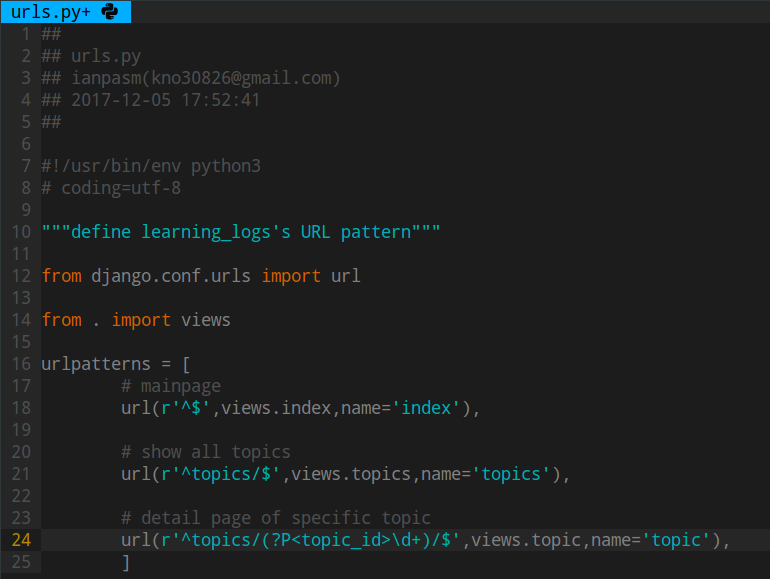 urls.py+
1 ##
2 ## urls.py
3 ## ianpasm(kno30826@gmail.com)
4 ## 2017-12-05 17:52:41
5 ##
6
7 #!/usr/bin/env python3
8 # coding=utf-8
9
10 """define learning_logs's URL pattern"""
11
12 from django.conf.urls import url
13
14 from . import views
15
16 urlpatterns = [
17         # mainpage
18         url(r'^$',views.index,name='index'),
19
20         # show all topics
21         url(r'^topics/$',views.topics,name='topics'),
22
23         # detail page of specific topic
24         url(r'^topics/(?P<topic_id>\d+)/$',views.topic,name='topic'),
25         ]